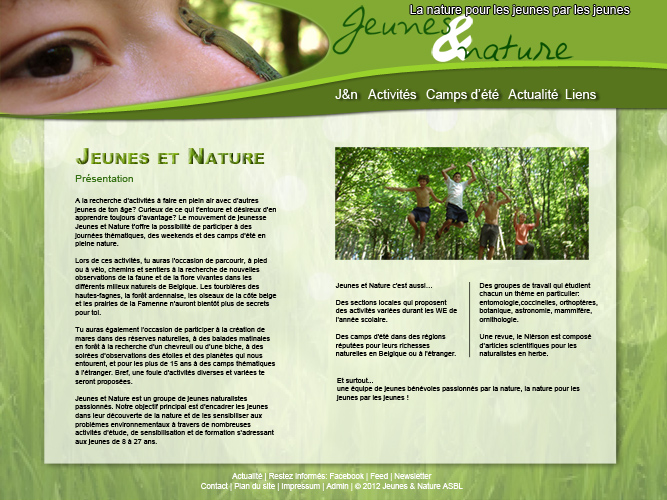 La nature pour les jeunes par les jeunes
Jeunes
& nature
J&n Activités Camps d'été Actualité Liens
Jeunes et Nature
Présentation
A la recherche d'activités à faire en plein air avec d'autres
jeunes de ton âge? Curieux de ce qui t'entoure et désireux d'en
apprendre toujours d'avantage? Le mouvement de jeunesse
Jeunes et Nature t'offre la possibilité de participer à des
journées thématiques, des weekends et des camps d'été en
pleine nature.
Lors de ces activités, tu auras l'occasion de parcourir, à pied
ou à vélo, chemins et sentiers à la recherche de nouvelles
observations de la faune et de la flore vivantes dans les
différents milieux naturels de Belgique. Les tourbières des
hautes-fagnes, la forêt ardennaise, les oiseaux de la côte belge
et les prairies de la Famenne n'auront bientôt plus de secrets
pour toi.
Tu auras également l'occasion de participer à la création de
mares dans des réserves naturelles, à des balades matinales
en forêt à la recherche d'un chevreuil ou d'une biche, à des
soirées d'observations des étoiles et des planètes qui nous
entourent, et pour les plus de 15 ans à des camps thématiques
à l'étranger. Bref, une foule d'activités diverses et variées te
seront proposées.
Jeunes et Nature est un groupe de jeunes naturalistes
passionnés. Notre objectif principal est d'encadrer les jeunes
dans leur découverte de la nature et de les sensibiliser aux
problèmes environnementaux à travers de nombreuses
activités d'étude, de sensibilisation et de formation s'adressant
aux jeunes de 8 à 27 ans.
Jeunes et Nature c'est aussi...
Des sections locales qui proposent
des activités variées durant les WE de
l'année scolaire.
Des camps d'été dans des régions
réputées pour leurs richesses
naturelles en Belgique ou à l'étranger.
Des groupes de travail qui étudient
chacun un thème en particulier:
entomologie,coccinelles, orthoptères,
botanique, astronomie, mammifère,
ornithologie.
Une revue, le Niérson est composé
d'articles scientifiques pour les
naturalistes en herbe.
Et surtout...
une équipe de jeunes bénévoles passionnés par la nature, la nature pour les
jeunes par les jeunes !
Actualité | Restez informés: Facebook | Feed | Newsletter
Contact | Plan du site | Impressum | Admin | © 2012 Jeunes & Nature ASBL